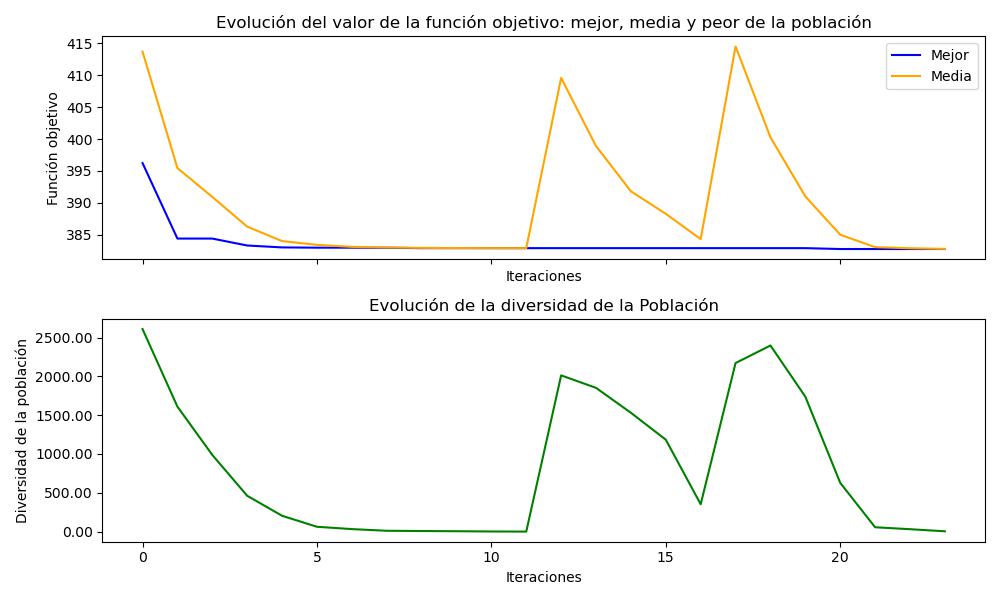 Evolución del valor de la función objetivo: mejor, media y peor de la población
415
410
405
400
395
390
385
Función objetivo
Mejor
Media
Iteraciones
Evolución de la diversidad de la Población
2500.00
2000.00
1500.00
1000.00
500.00
0.00
Diversidad de la población
0 5 10 15 20
Iteraciones